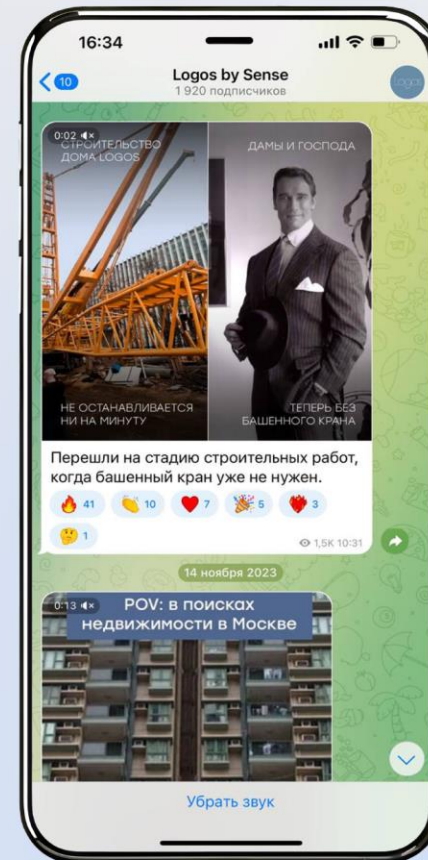 16:34
10
Logos by Sense
1 920 подписчиков
Logos
0:02
СТРОИТЕЛЬСТВО
ДОМА LOGOS
ДАМЫ И ГОСПОДА
НЕ ОСТАНАВЛИВАЕТСЯ
НИ НА МИНУТУ
ТЕПЕРЬ БЕЗ
БАШЕННОГО КРАНА
Перешли на стадию строительных работ,
когда башенный кран уже не нужен.
41 10 7 5 3
1
1,5K 10:31
14 ноября 2023
0:13
POV: в поисках
недвижимости в Москве
Убрать звук